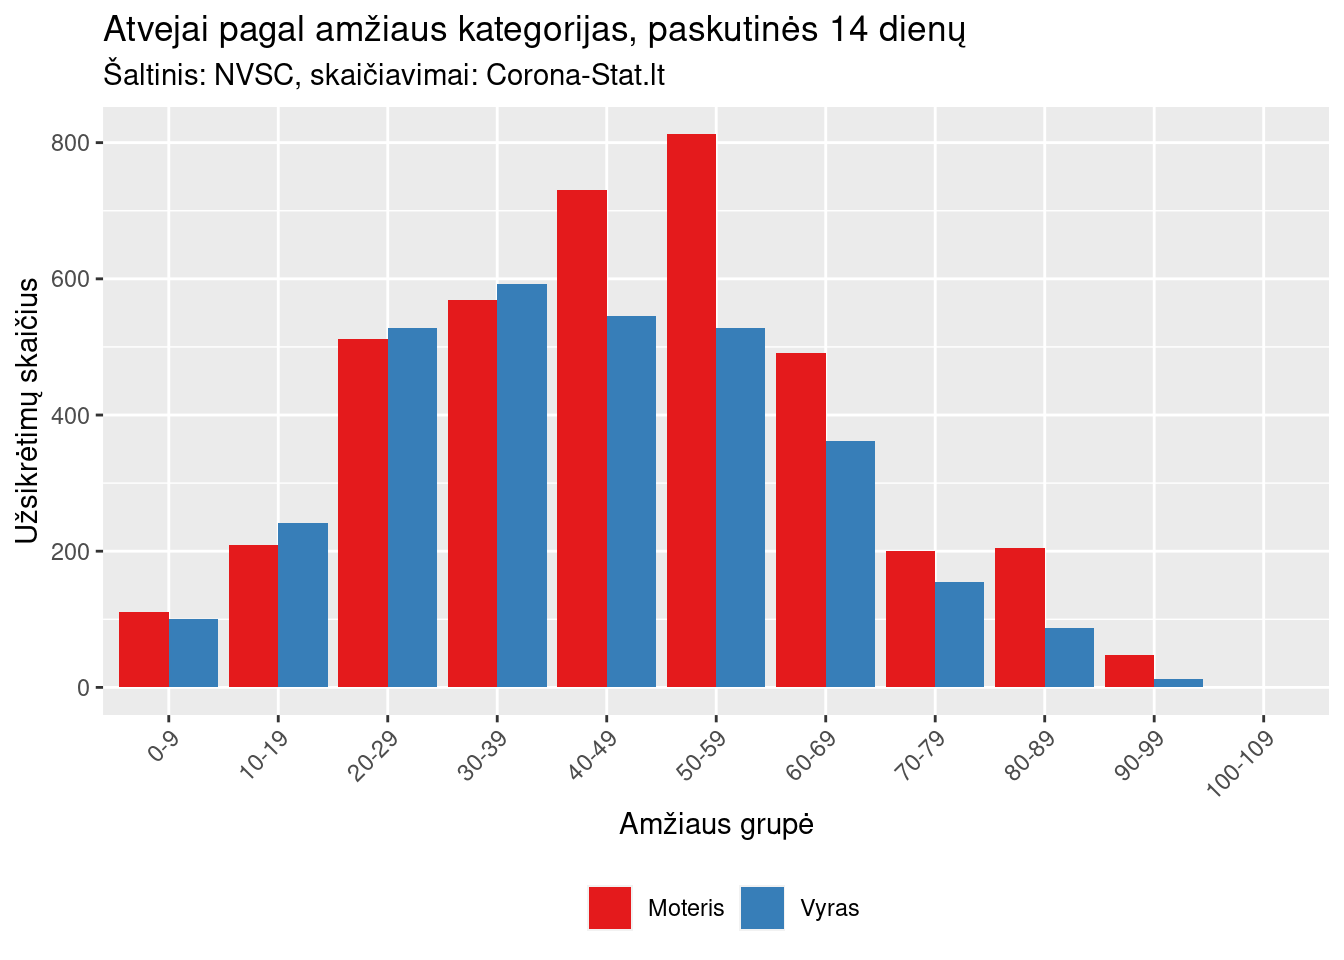 Atvejai pagal amžiaus kategorijas, paskutinės 14 dienų
Šaltinis: NVSC, skaičiavimai: Corona-Stat.lt
Užsikrėtimų skaičius
800
600
400
200
0
0-9
10-19
20-29
30-39
40-49
50-59
60-69
70-79
80-89
90-99
100-109
Amžiaus grupė
Moteris
Vyras